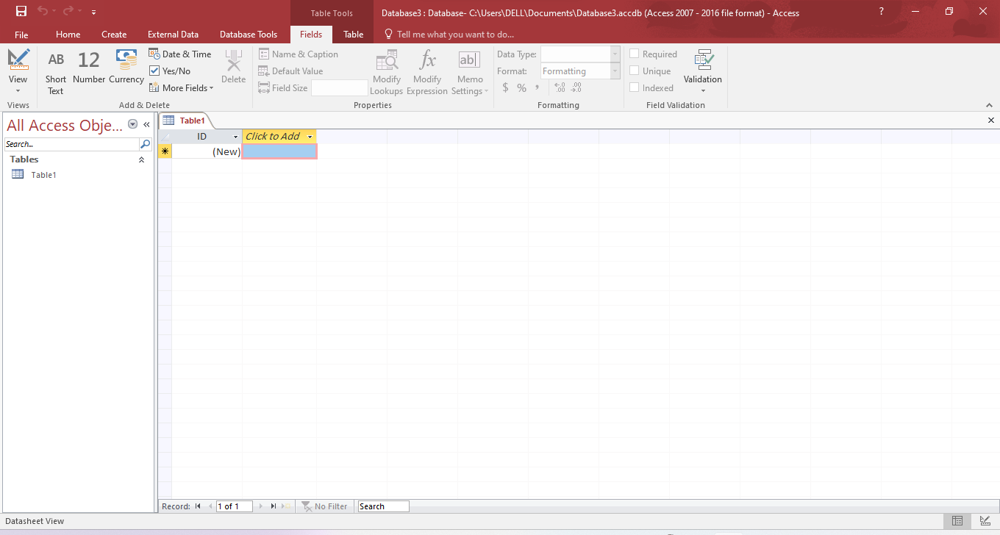 Table Tools
Database3 : Database- C:\Users\DELL\Documents\Database3.accdb (Access 2007 - 2016 file format) - Access
?
File Home Create External Data Database Tools Fields Table Tell me what you want to do...
View
Views
AB
Short
Text
12
Number
Currency
Date & Time
Yes/No
More Fields
Delete
Add & Delete
Name & Caption
Default Value
Field Size
Modify
Lookups
fx
Modify
Expression
ab
Memo
Settings
Properties
Data Type:
Format: Formatting
$ % , .0 .00 .00 .0
Formatting
Required
Unique
Indexed
Validation
Field Validation
All Access Obje...
Search...
Tables
Table1
Table1
ID Click to Add
* (New)
Record: 1 of 1 No Filter Search
Datasheet View